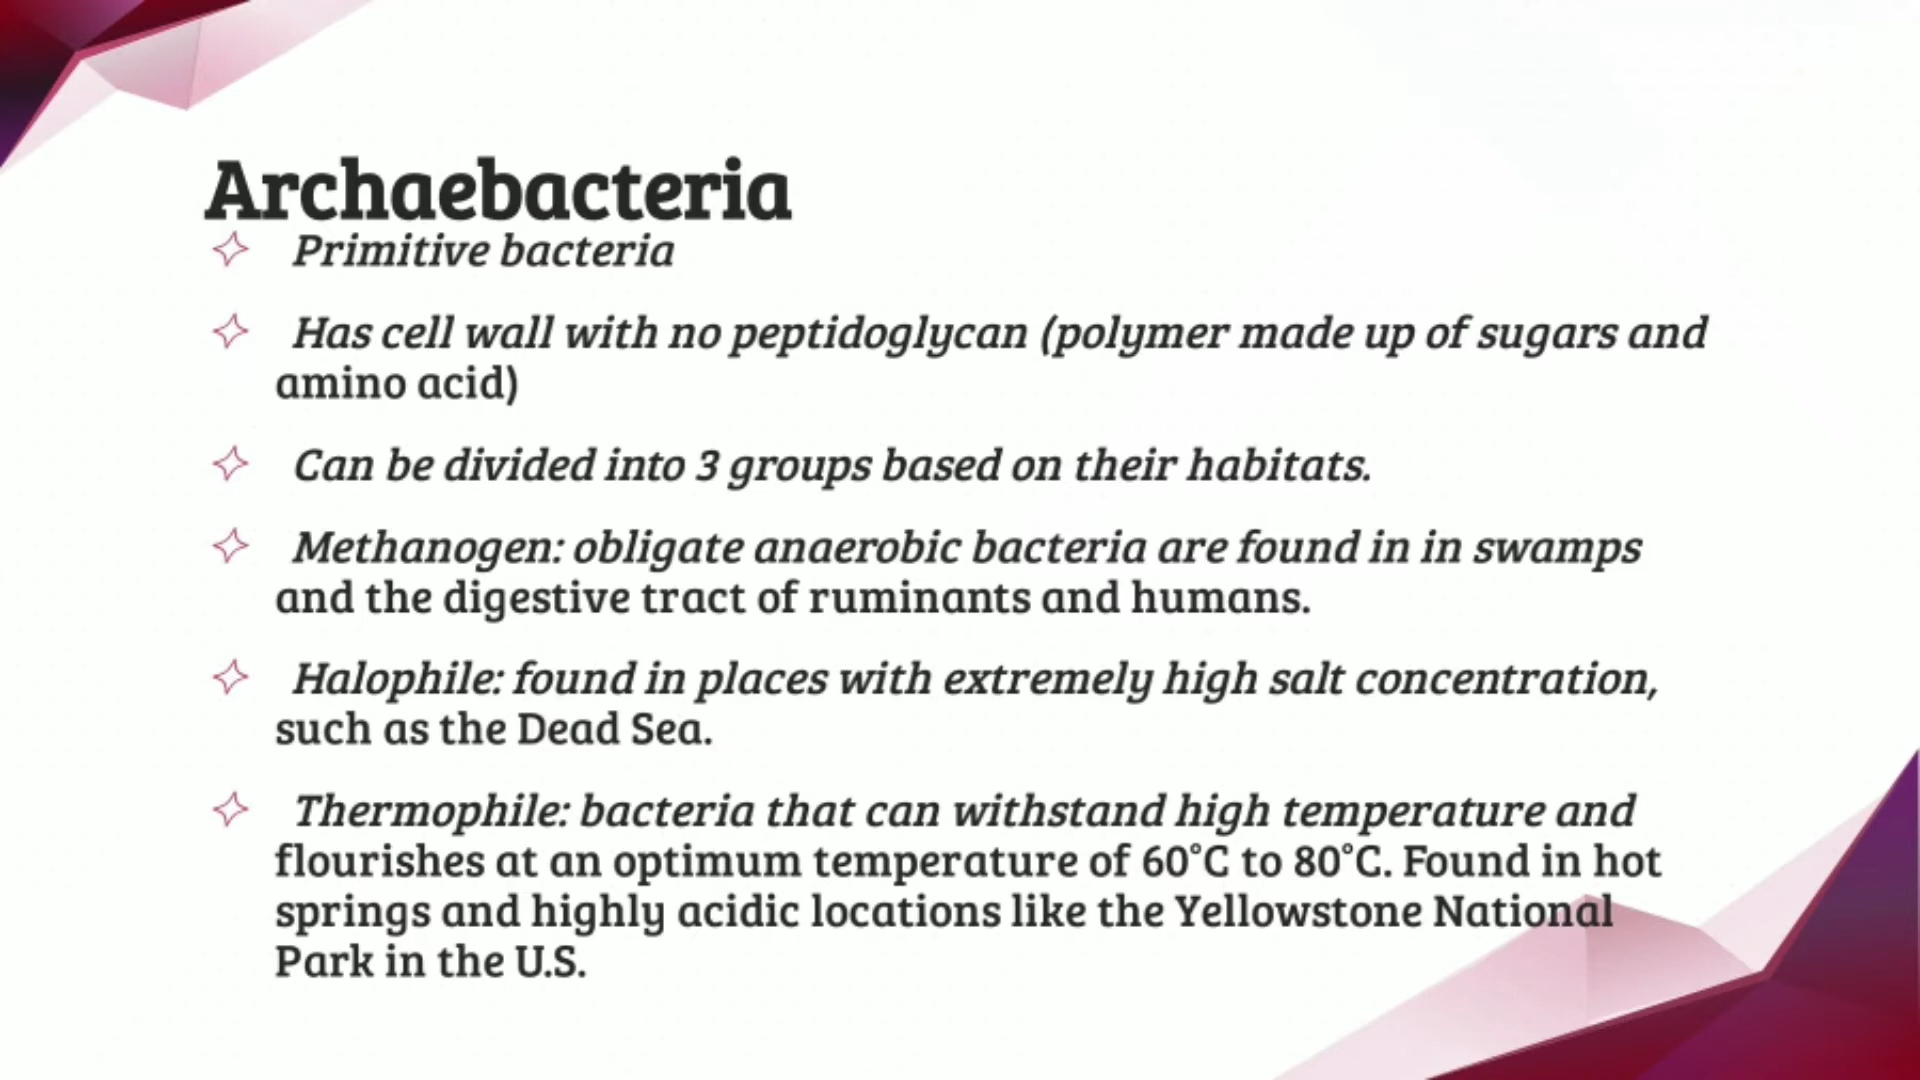 Archaebacteria
Primitive bacteria
Has cell wall with no peptidoglycan (polymer made up of sugars and
amino acid)
Can be divided into 3 groups based on their habitats.
Methanogen: obligate anaerobic bacteria are found in in swamps
and the digestive tract of ruminants and humans.
Halophile: found in places with extremely high salt concentration,
such as the Dead Sea.
Thermophile: bacteria that can withstand high temperature and
flourishes at an optimum temperature of 60°C to 80°C. Found in hot
springs and highly acidic locations like the Yellowstone National
Park in the U.S.